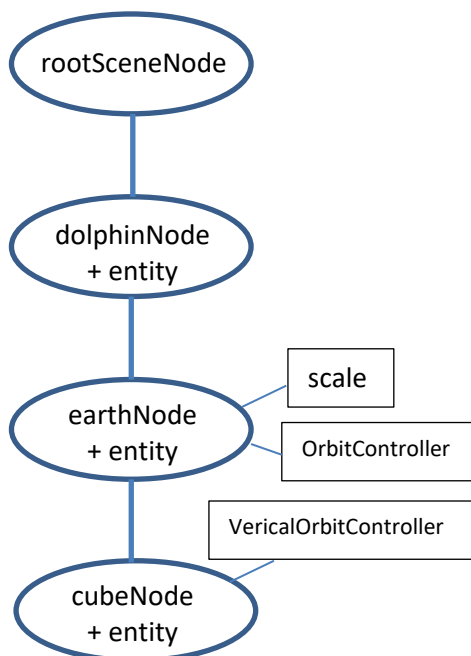 rootSceneNode
dolphinNode
+ entity
scale
earthNode
+ entity
OrbitController
VericalOrbitController
cubeNode
+ entity